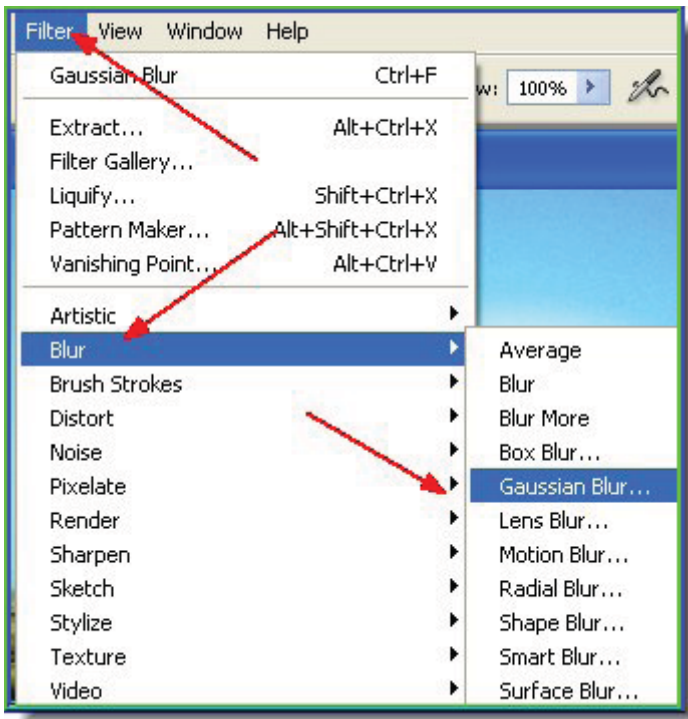 Filter View Window Help
Gaussian Blur Ctrl+F
w: 100%
Extract... Alt+Ctrl+X
Filter Gallery...
Liquify... Shift+Ctrl+X
Pattern Maker... Alt+Shift+Ctrl+X
Vanishing Point... Alt+Ctrl+V
Artistic
Blur
Brush Strokes
Distort
Noise
Pixelate
Render
Sharpen
Sketch
Stylize
Texture
Video
Average
Blur
Blur More
Box Blur...
Gaussian Blur...
Lens Blur...
Motion Blur...
Radial Blur...
Shape Blur...
Smart Blur...
Surface Blur...